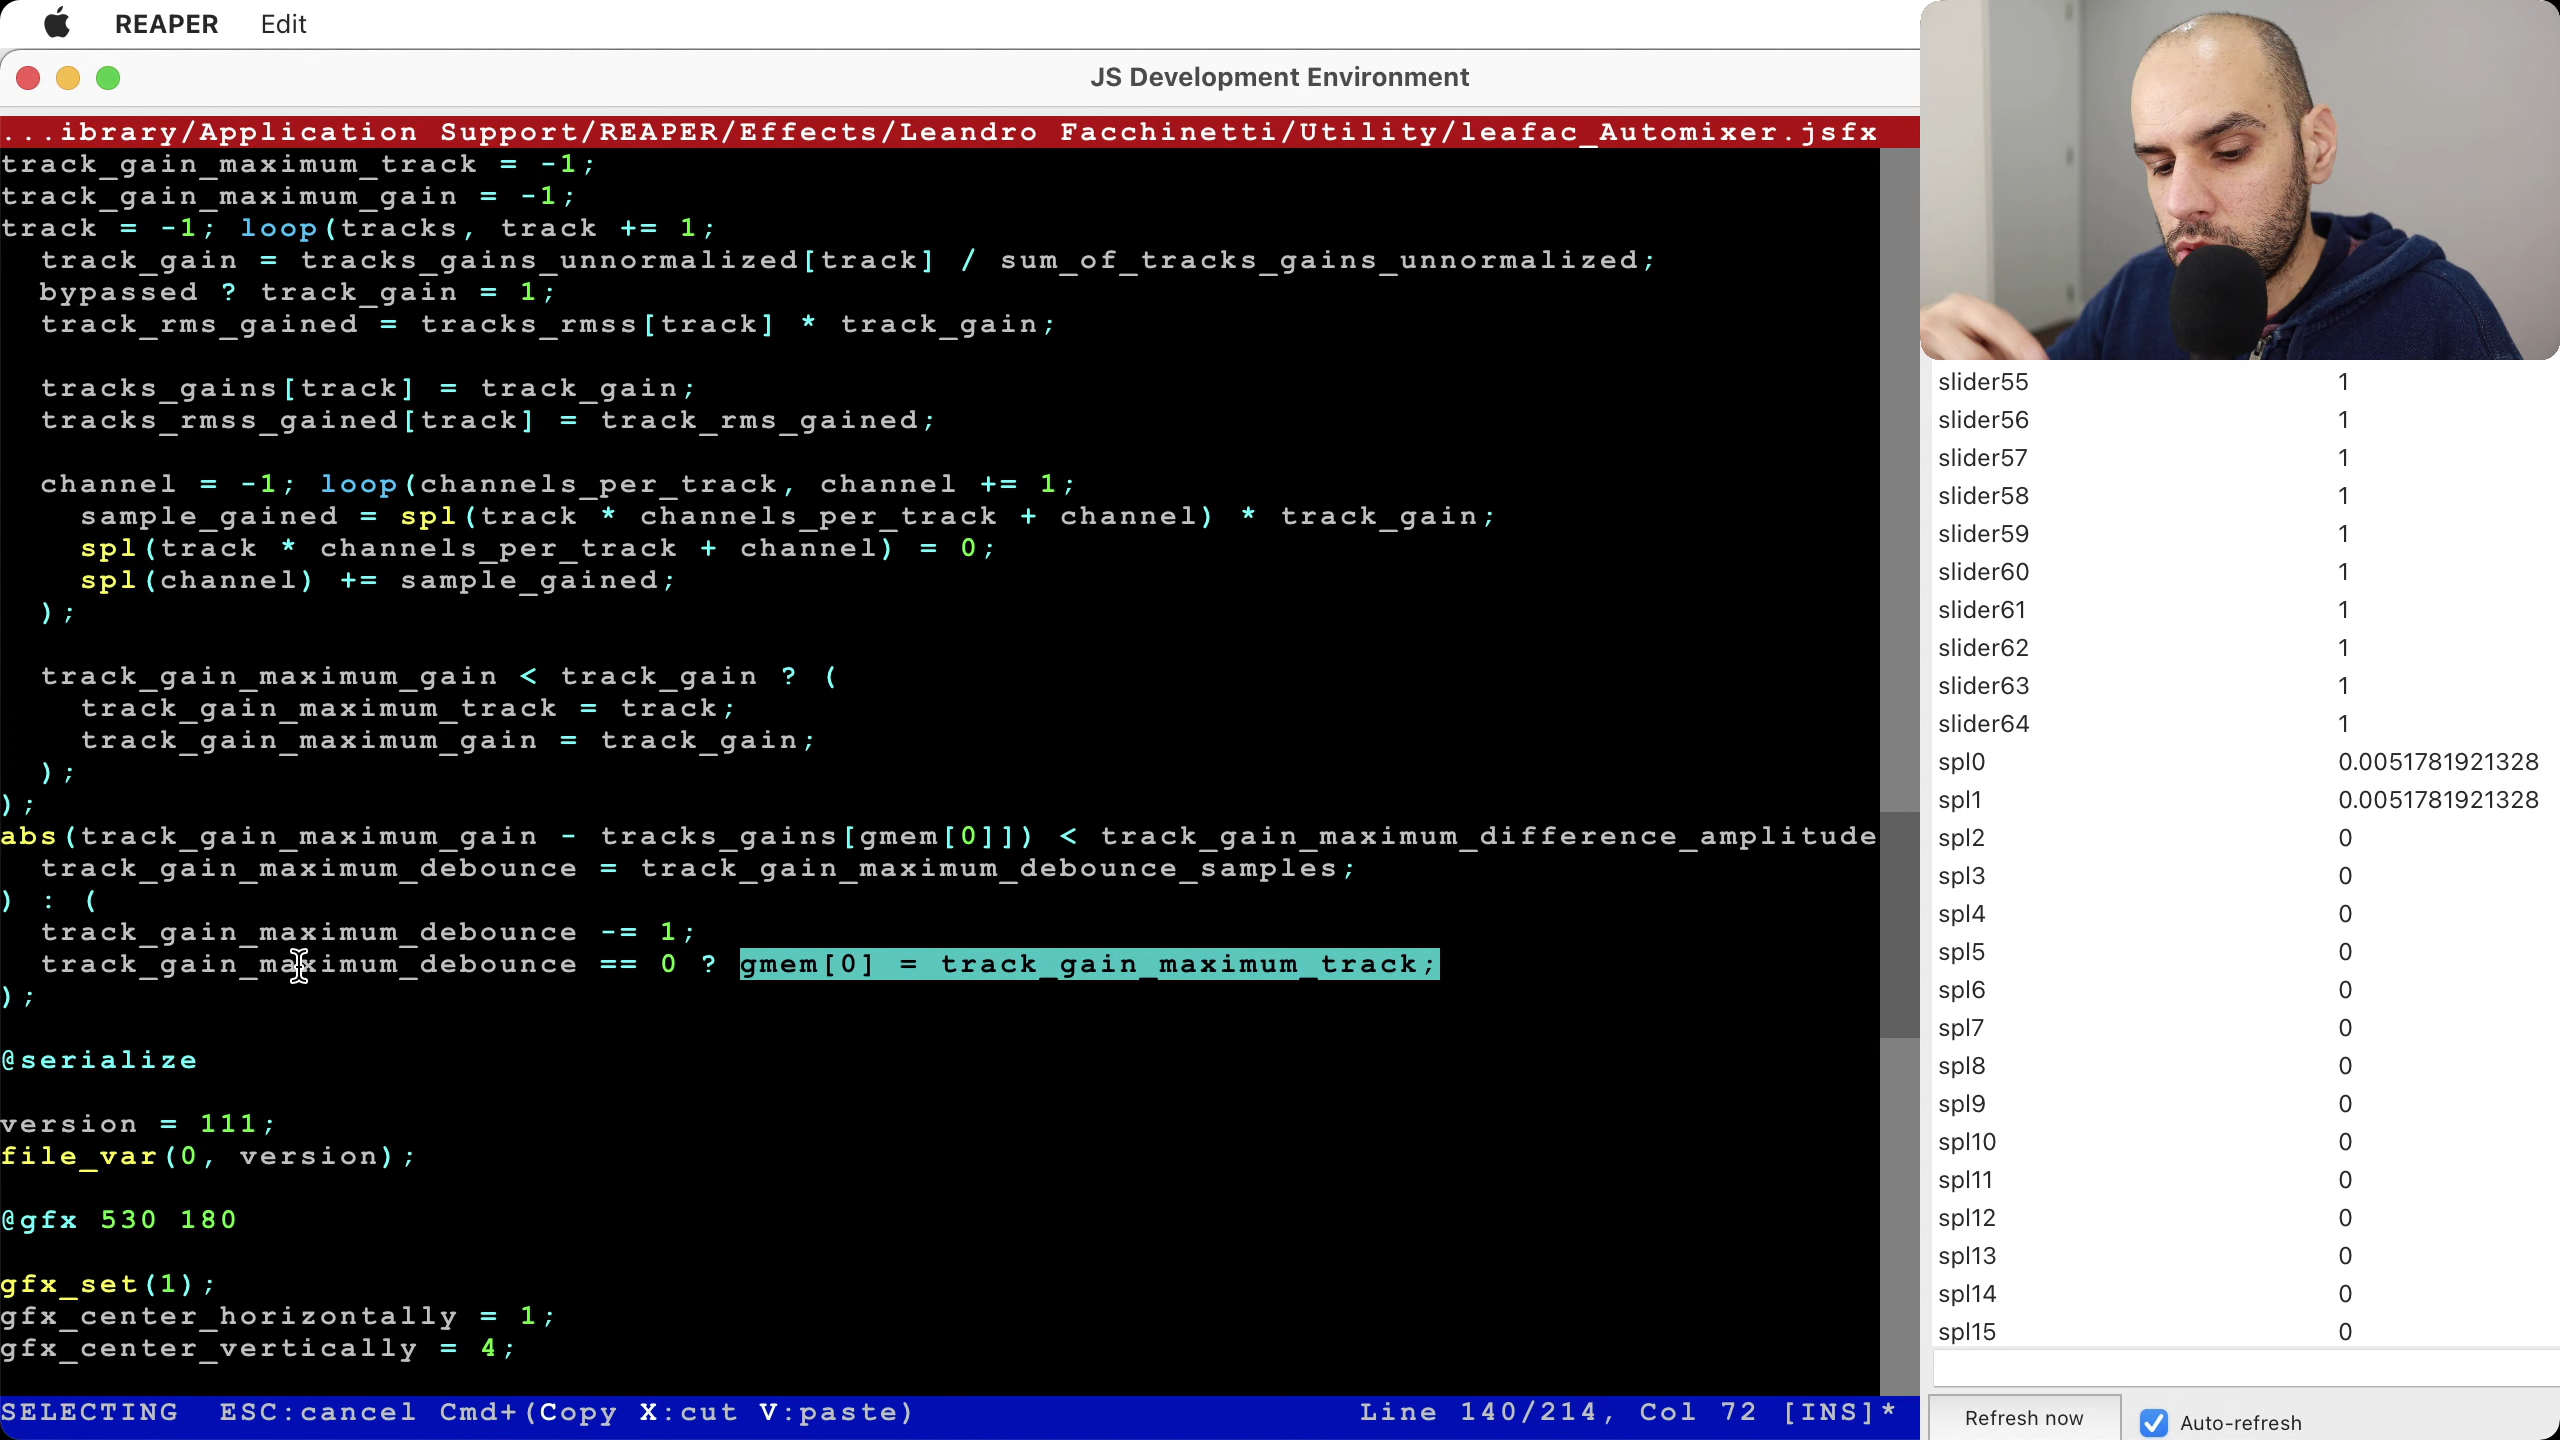 REAPER Edit
JS Development Environment
...ibrary/Application Support/REAPER/Effects/Leandro Facchinetti/Utility/leafac_Automixer.jsfx
track_gain_maximum_track = -1;
track_gain_maximum_gain = -1;
track = -1; loop(tracks, track += 1;
track_gain = tracks_gains_unnormalized[track] / sum_of_tracks_gains_unnormalized;
bypassed ? track_gain = 1;
track_rms_gained = tracks_rmss[track] * track_gain;
tracks_gains[track] = track_gain;
tracks_rmss_gained[track] = track_rms_gained;
channel = -1; loop(channels_per_track, channel += 1;
sample_gained = spl(track * channels_per_track + channel) * track_gain;
spl(track * channels_per_track + channel) = 0;
spl(channel) += sample_gained;
);
track_gain_maximum_gain < track_gain ? (
track_gain_maximum_track = track;
track_gain_maximum_gain = track_gain;
);
);
abs(track_gain_maximum_gain - tracks_gains[gmem[0]]) < track_gain_maximum_difference_amplitude
track_gain_maximum_debounce = track_gain_maximum_debounce_samples;
) : (
track_gain_maximum_debounce -= 1;
track_gain_maximum_debounce == 0 ? gmem[0] = track_gain_maximum_track;
);
@serialize
version = 111;
file_var(0, version);
@gfx 530 180
gfx_set(1);
gfx_center_horizontally = 1;
gfx_center_vertically = 4;
SELECTING ESC:cancel Cmd+(Copy X:cut V:paste) Line 140/214, Col 72 [INS]*
slider55 1
slider56 1
slider57 1
slider58 1
slider59 1
slider60 1
slider61 1
slider62 1
slider63 1
slider64 1
spl0 0.0051781921328
spl1 0.0051781921328
spl2 0
spl3 0
spl4 0
spl5 0
spl6 0
spl7 0
spl8 0
spl9 0
spl10 0
spl11 0
spl12 0
spl13 0
spl14 0
spl15 0
Refresh now Auto-refresh